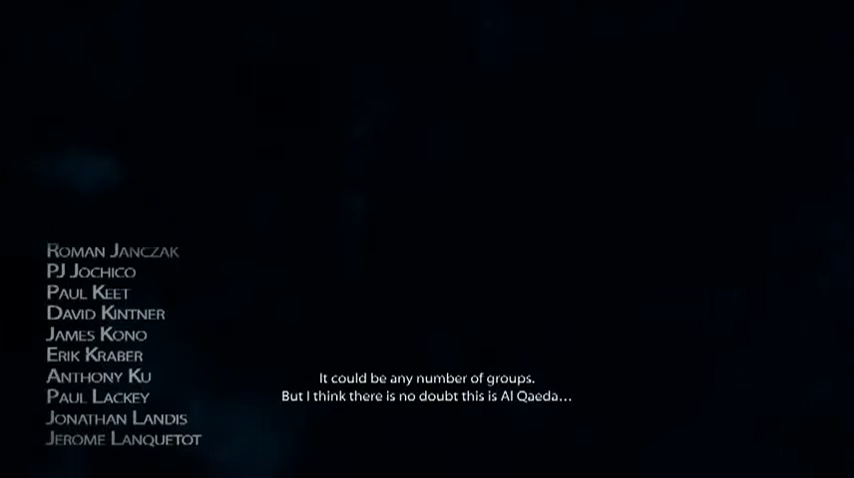 Roman Janczak
PJ Jochico
Paul Keet
David Kintner
James Kono
Erik Kraber
Anthony Ku
Paul Lackey
Jonathan Landis
Jerome Lanquetot
It could be any number of groups.
But I think there is no doubt this is Al Qaeda...